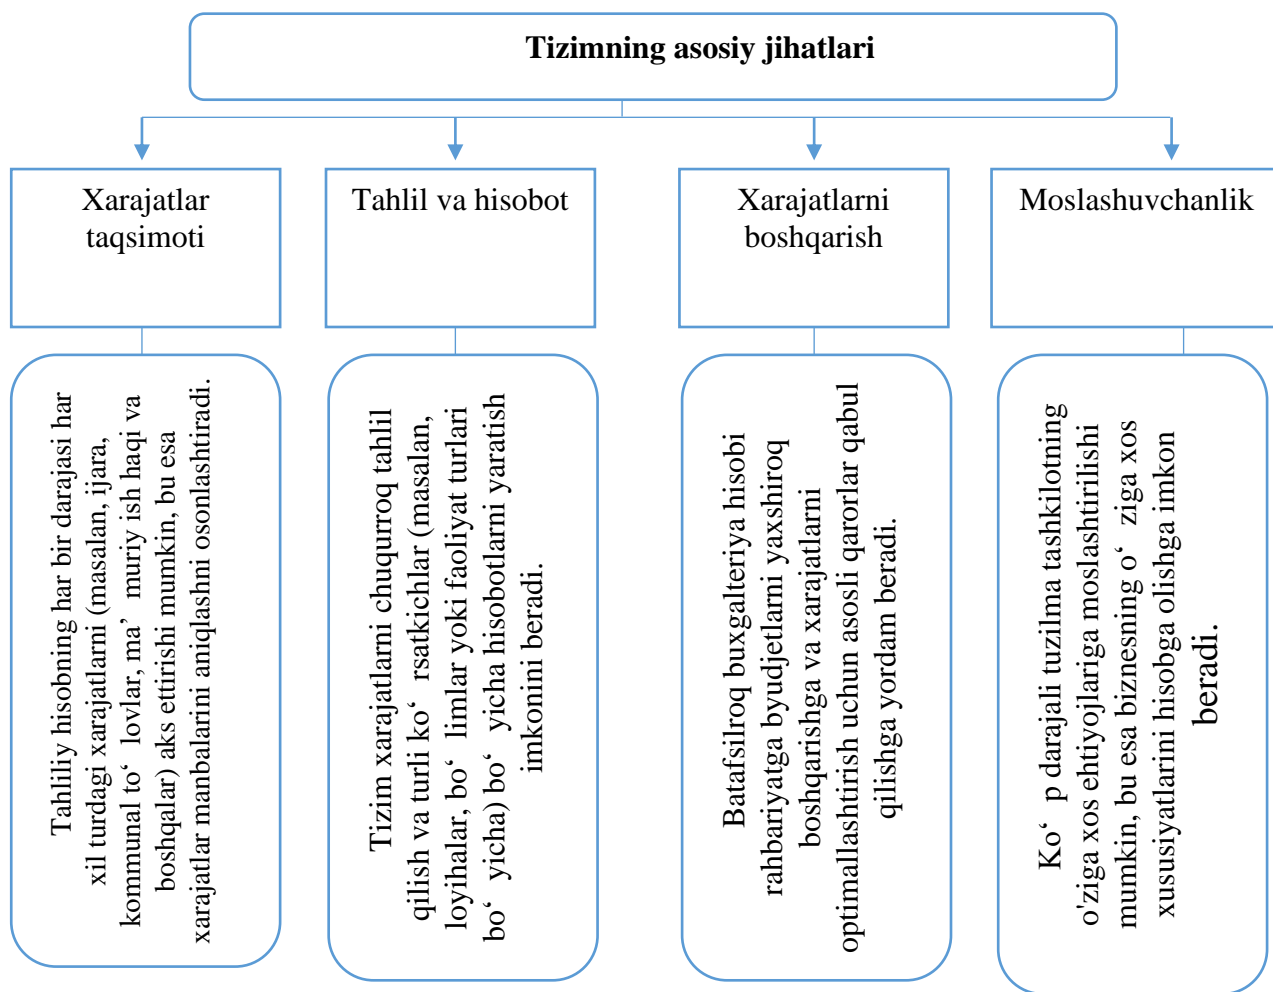 Tizimning asosiy jihatlari
Xarajatlar
taqsimoti
Tahlil va hisobot
Xarajatlarni
boshqarish
Moslashuvchanlik
Tahliliy hisobning har bir darajasi har
xil turdagi xarajatlarni (masalan, ijara,
kommunal to‘ lovlar, ma’ muriy ish haqi va
boshqalar) aks ettirishi mumkin, bu esa
xarajatlar manbalarini aniqlashni osonlashtiradi.
Tizim xarajatlarni chuqurroq tahlil
qilish va turli ko‘ rsatkichlar (masalan,
loyihalar, bo‘ limlar yoki faoliyat turlari
bo‘ yicha) bo‘ yicha hisobotlarni yaratish
imkonini beradi.
Batafsilroq buxgalteriya hisobi
rahbariyatga byudjetlarni yaxshiroq
boshqarishga va xarajatlarni
optimallashtirish uchun asosli qarorlar qabul
qilishga yordam beradi.
Ko‘ p darajali tuzilma tashkilotning
o'ziga xos ehtiyojlariga moslashtirilishi
mumkin, bu esa biznesning o‘ ziga xos
xususiyatlarini hisobga olishga imkon
beradi.